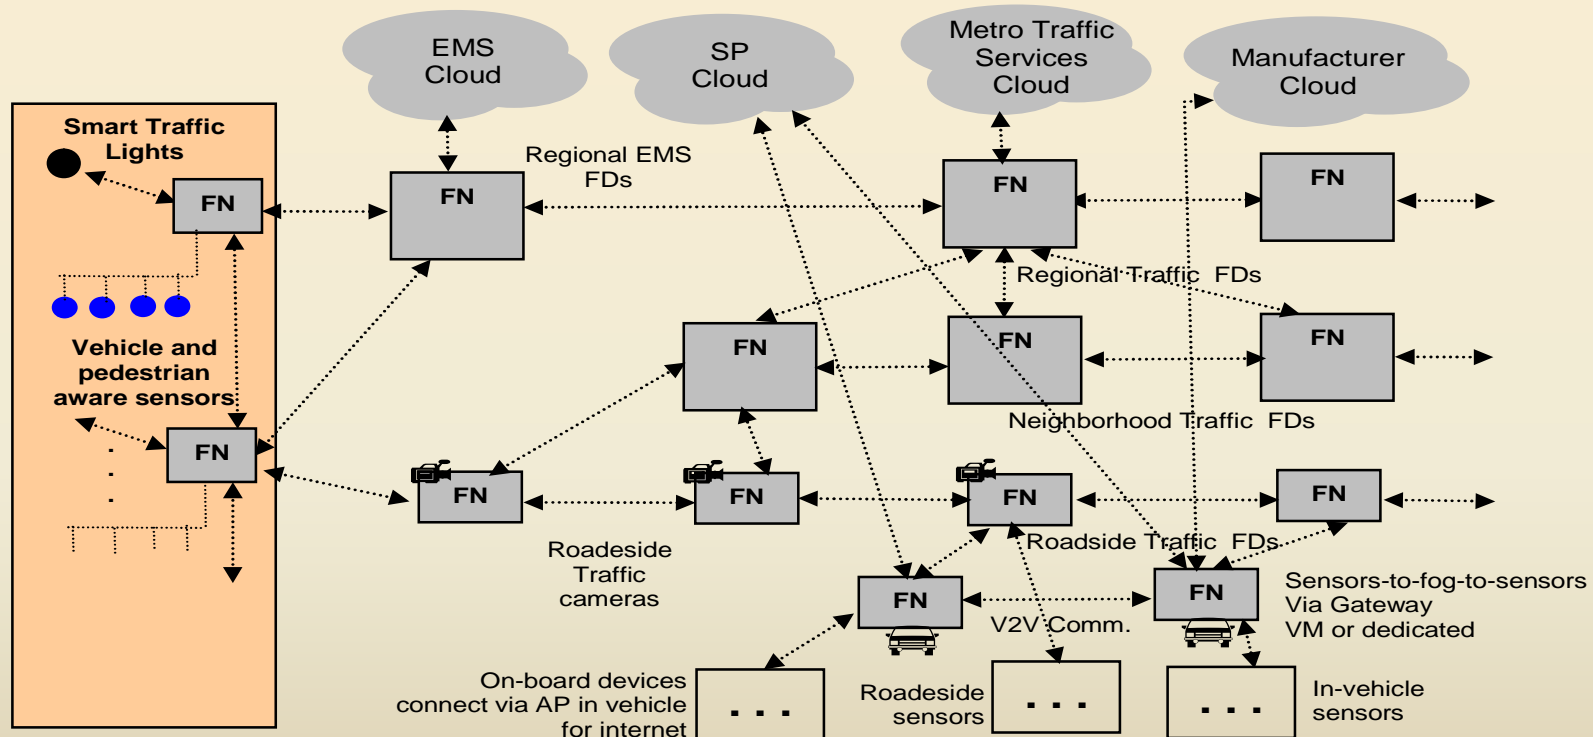 EMS
Cloud
SP
Cloud
Metro Traffic
Services
Cloud
Manufacturer
Cloud
Smart Traffic
Lights
FN
FN
Regional EMS
FDs
FN
FN
Regional Traffic FDs
Vehicle and
pedestrian
aware sensors
FN
FN
FN
Neighborhood Traffic FDs
FN
FN
FN
FN
FN
Roadeside
Traffic
cameras
Roadside Traffic FDs
FN
V2V Comm.
FN
Sensors-to-fog-to-sensors
Via Gateway
VM or dedicated
On-board devices
connect via AP in vehicle
for internet
. . .
Roadeside
sensors
. . .
. . .
In-vehicle
sensors